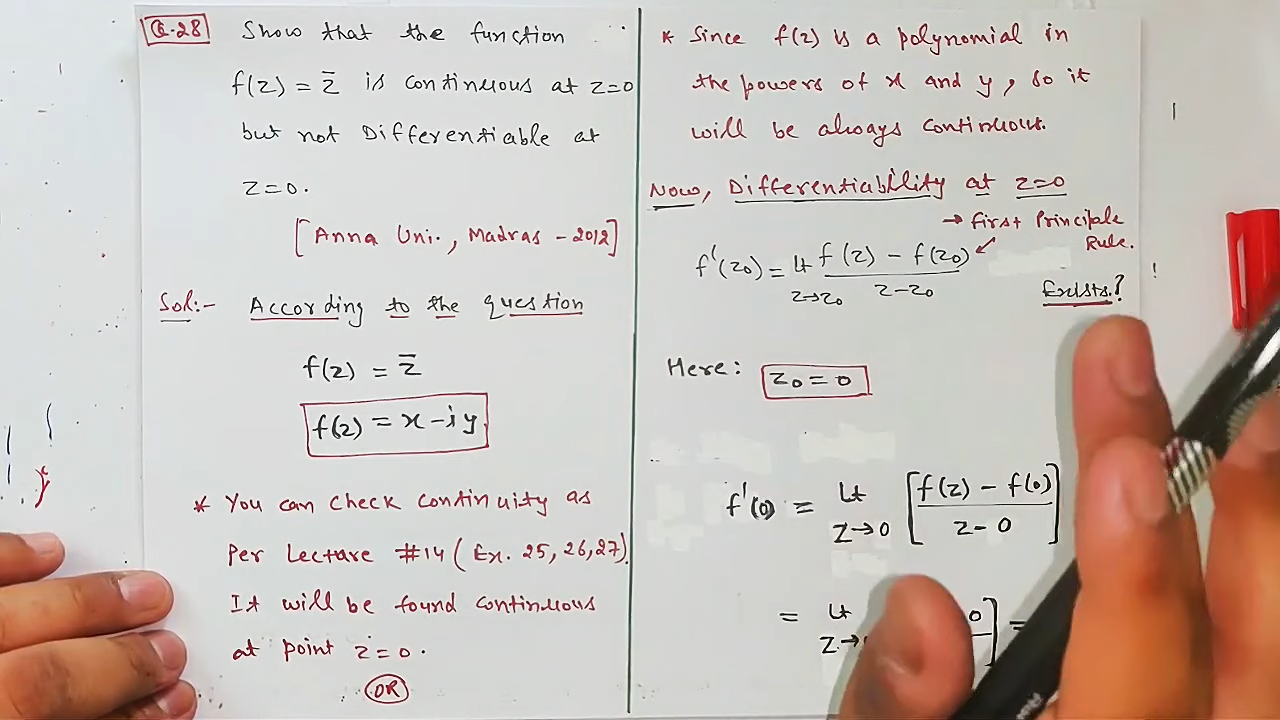 Q.28 Show that the function
f(z) = z̄ is continuous at z=0
but not Differentiable at
z=0.
[Anna Uni., Madras - 2012]
Sol:- According to the question
f(z) = z̄
f(z) = x - iy
* You can check continuity as
per Lecture #14 (Ex. 25, 26, 27).
It will be found continuous
at point z=0.
OR
* Since f(z) is a polynomial in
the powers of x and y, so it
will be always continuous.
Now, Differentiability at z=0
→ first Principale
Rule.
f'(z₀) = Lt z→z₀ f(z) - f(z₀) / z-z₀
Exists.?
Here: z₀ = 0
f'(0) = Lt z→0 [f(z) - f(0) / z-0]
= Lt z→ 0] =